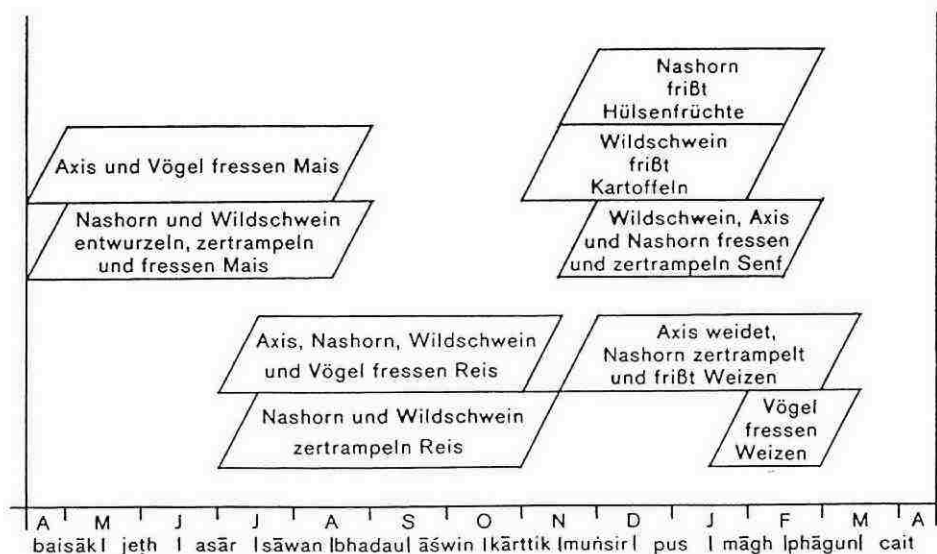 Nashorn
frißt
Hülsenfrüchte
Axis und Vögel fressen Mais
Wildschwein
frißt
Kartoffeln
Nashorn und Wildschwein
entwurzeln, zertrampeln
und fressen Mais
Wildschwein, Axis
und Nashorn fressen
und zertrampeln Senf
Axis, Nashorn, Wildschwein
und Vögel fressen Reis
Axis weidet,
Nashorn zertrampelt
und frißt Weizen
Nashorn und Wildschwein
zertrampeln Reis
Vögel
fressen
Weizen
A M J J A S O N D J F M A
baisāk jeṭh asār sāwan bhadau āświn kārttik muṅsir pus māgh phāgun cait